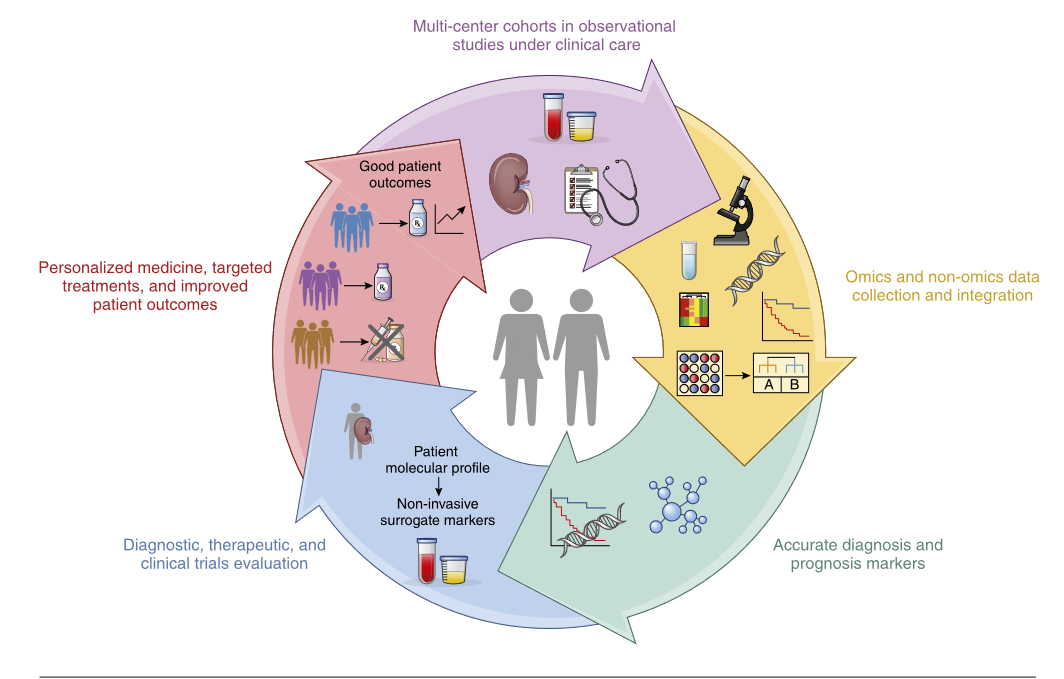 Multi-center cohorts in observational
studies under clinical care
Good patient
outcomes
Rx
Rx
Personalized medicine, targeted
treatments, and improved
patient outcomes
Omics and non-omics data
collection and integration
A B
Patient
molecular profile
Non-invasive
surrogate markers
Diagnostic, therapeutic, and
clinical trials evaluation
Accurate diagnosis and
prognosis markers